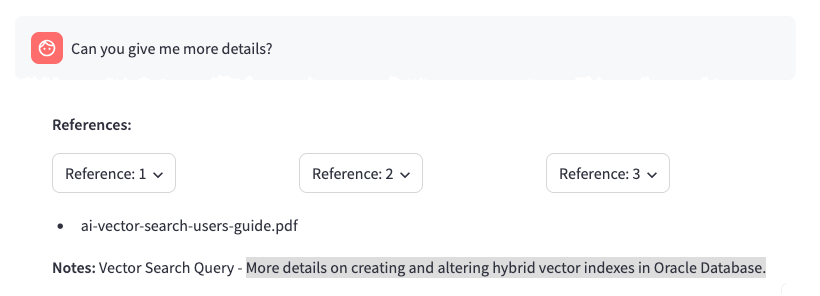 Can you give me more details?
References:
Reference: 1
Reference: 2
Reference: 3
• ai-vector-search-users-guide.pdf
Notes: Vector Search Query - More details on creating and altering hybrid vector indexes in Oracle Database.